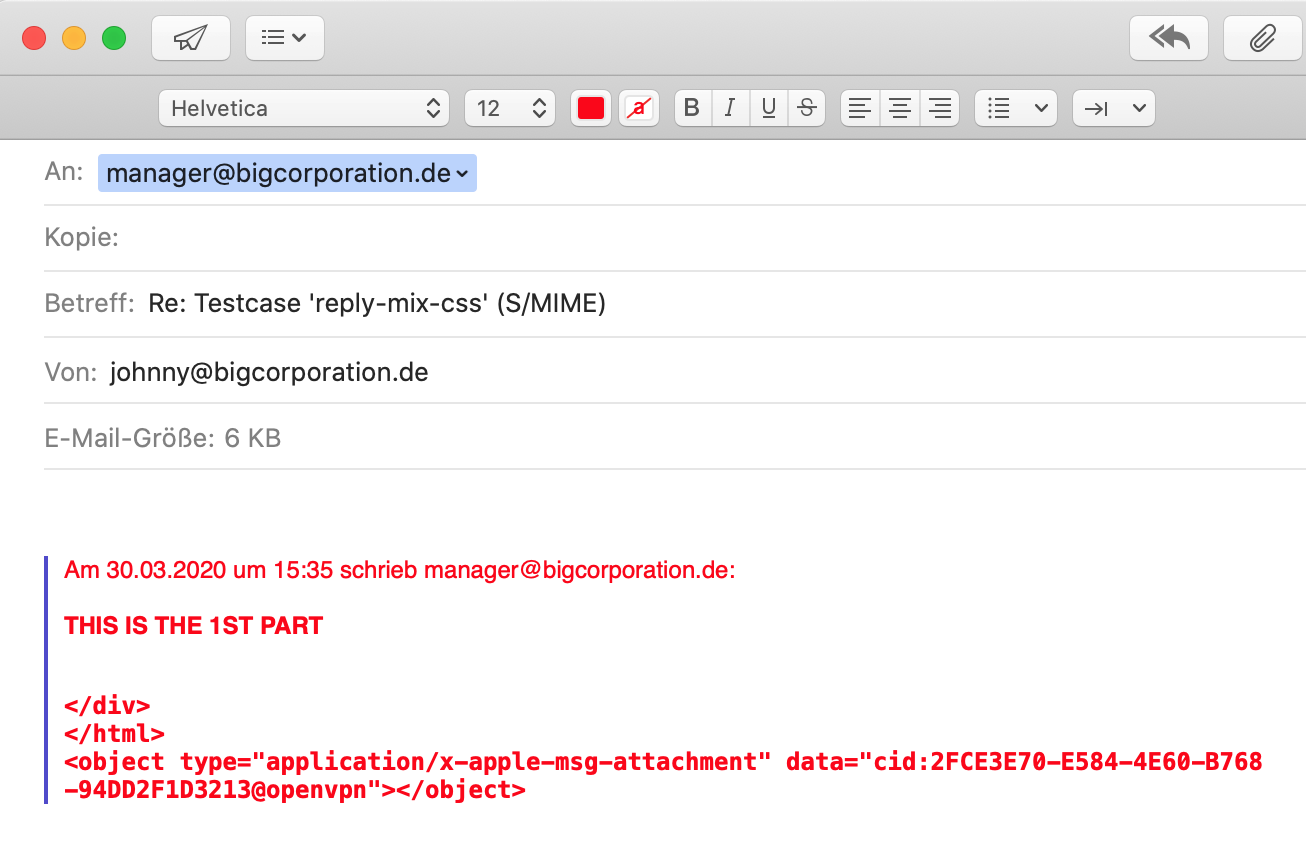 Helvetica 12 a B I U S
An: manager@bigcorporation.de
Kopie:
Betreff: Re: Testcase 'reply-mix-css' (S/MIME)
Von: johnny@bigcorporation.de
E-Mail-Größe: 6 KB
Am 30.03.2020 um 15:35 schrieb manager@bigcorporation.de:
THIS IS THE 1ST PART
</div>
</html>
<object type="application/x-apple-msg-attachment" data="cid:2FCE3E70-E584-4E60-B768
-94DD2F1D3213@openvpn"></object>